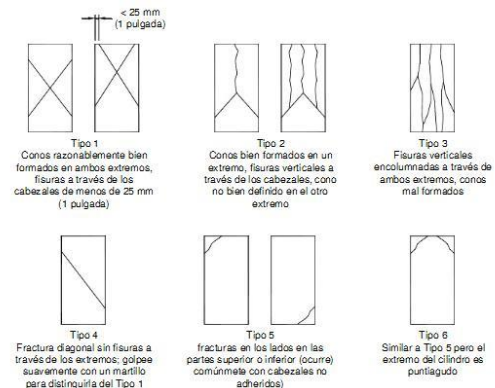 < 25 mm
(1 pulgada)
Tipo 1
Conos razonablemente bien
formados en ambos extremos,
fisuras a través de los
cabezales de menos de 25 mm
(1 pulgada)
Tipo 2
Conos bien formados en un
extremo, fisuras verticales a
través de los cabezales, cono
no bien definido en el otro
extremo
Tipo 3
Fisuras verticales
encolumnadas a través de
ambos extremos, conos
mal formados
Tipo 4
Fractura diagonal sin fisuras a
través de los extremos; golpee
suavemente con un martillo
para distinguirla del Tipo 1
Tipo 5
fracturas en los lados en las
partes superior o inferior (ocurre)
comúnmete con cabezales no
adheridos)
Tipo 6
Similar a Tipo 5 pero el
extremo del cilindro es
puntiagudo